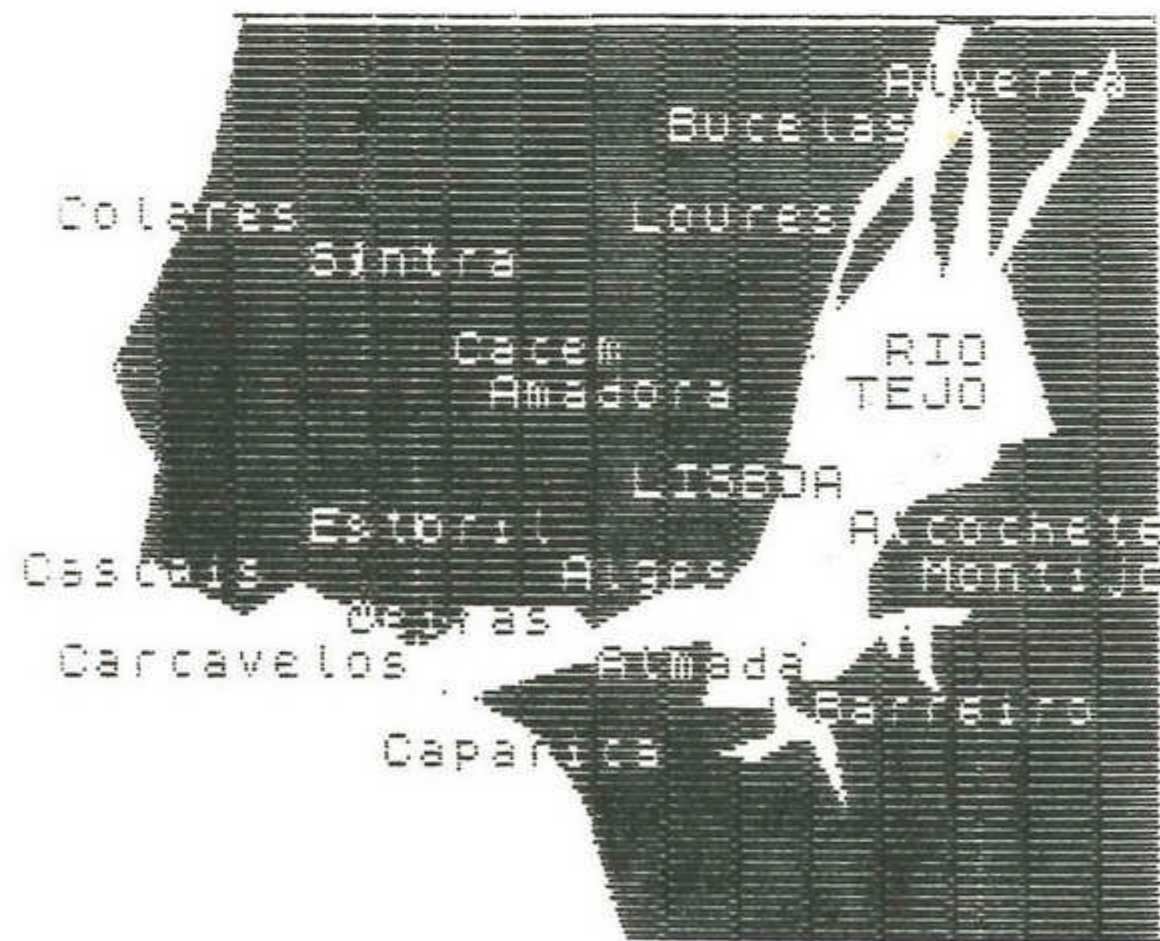 Alverca
Bucelas
Colares
Loures
Sintra
Cacem
RIO
Amadora
TEJO
LISBOA
Estoril
Alcochete
Cascais
Alges
Montijo
Oeiras
Carcavelos
Almada
Barreiro
Caparica